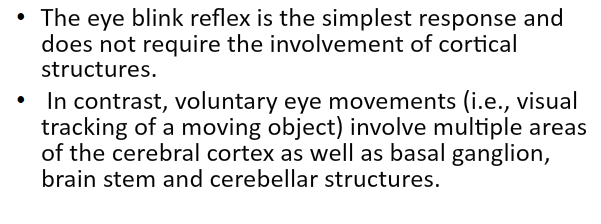 • The eye blink reflex is the simplest response and
does not require the involvement of cortical
structures.
• In contrast, voluntary eye movements (i.e., visual
tracking of a moving object) involve multiple areas
of the cerebral cortex as well as basal ganglion,
brain stem and cerebellar structures.